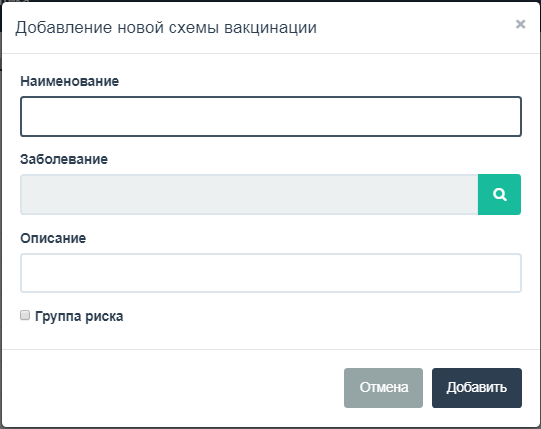 Добавление новой схемы вакцинации
×
Наименование
Заболевание
Описание
Группа риска
Отмена
Добавить